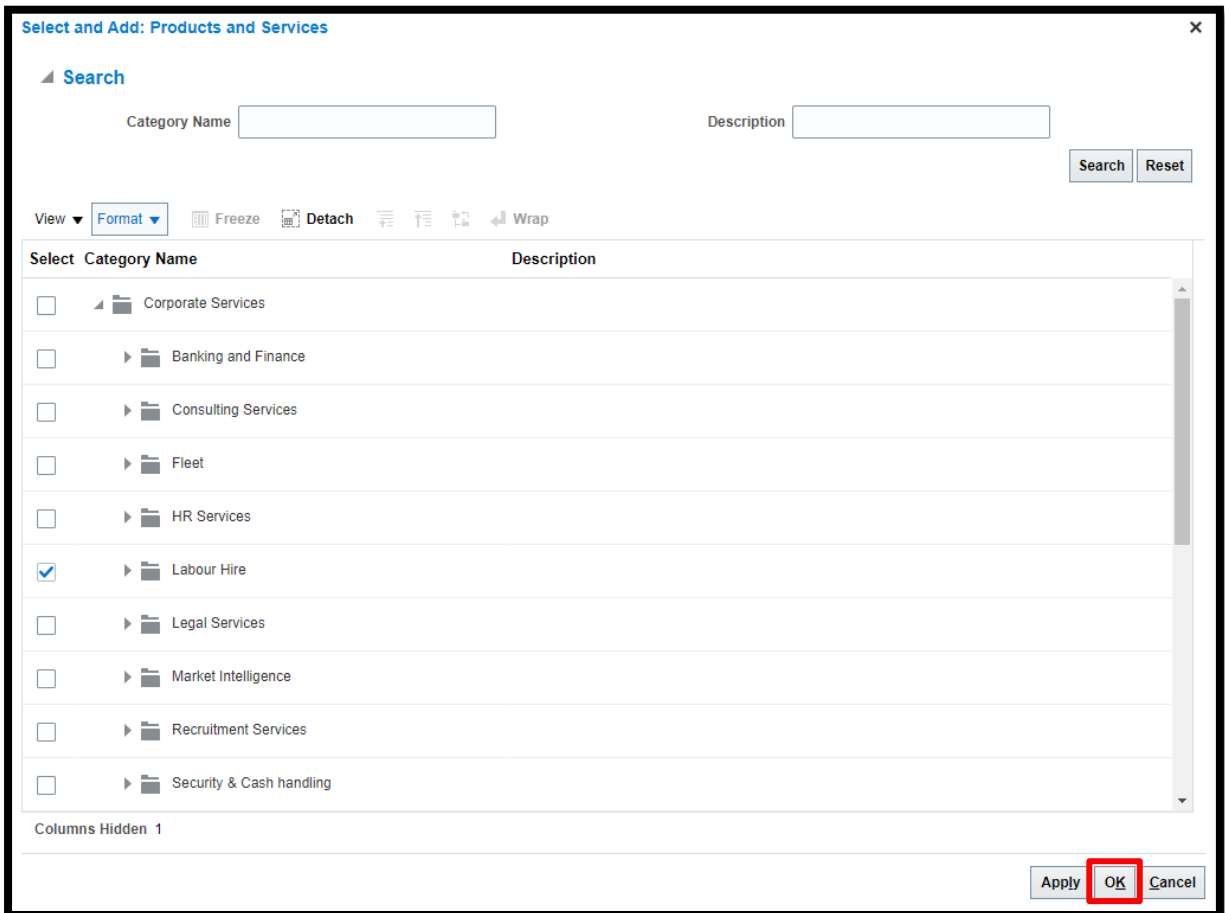 Select and Add: Products and Services
Search
Category Name Description
Search Reset
View Format Freeze Detach Wrap
Select Category Name Description
Corporate Services
Banking and Finance
Consulting Services
Fleet
HR Services
Labour Hire
Legal Services
Market Intelligence
Recruitment Services
Security & Cash handling
Columns Hidden 1
Apply OK Cancel